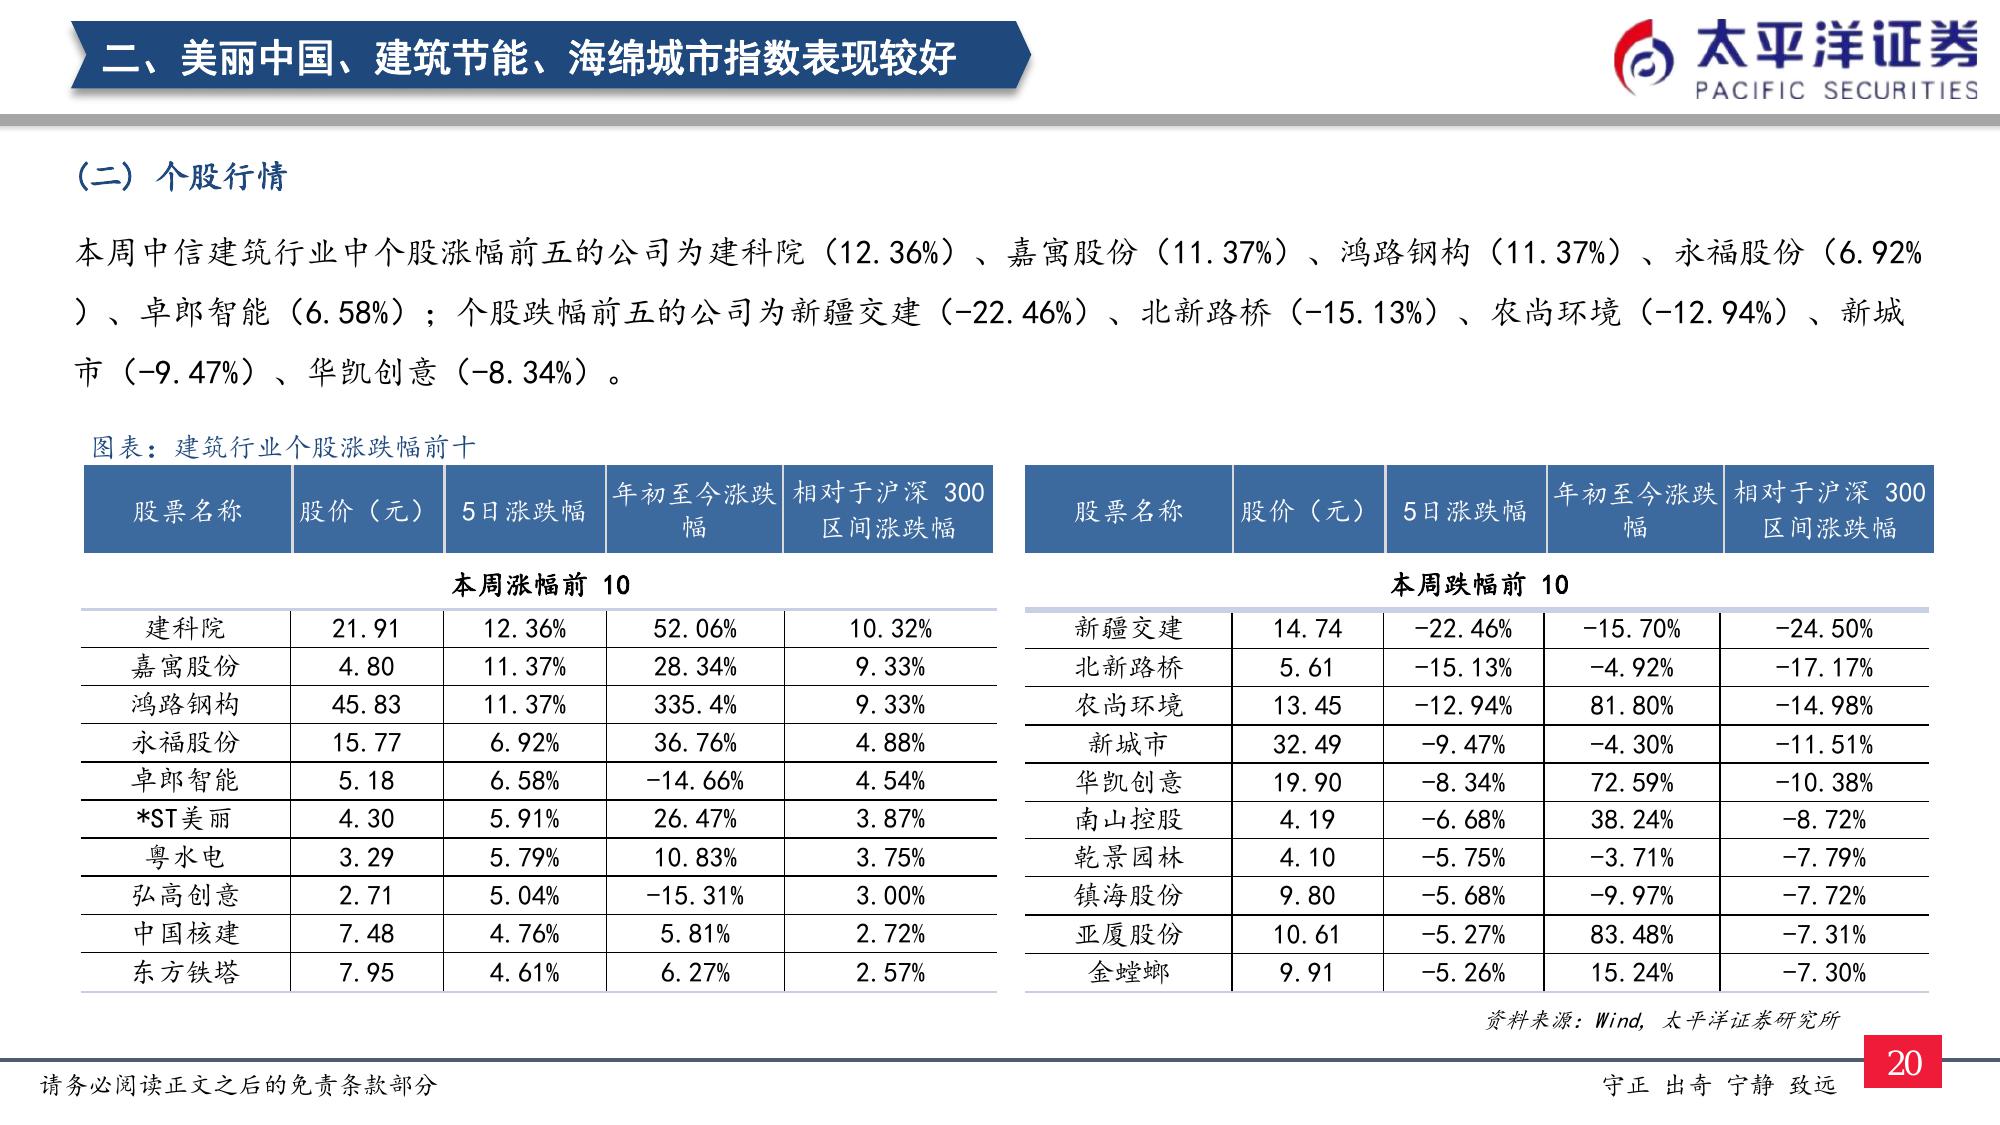 二、美丽中国、建筑节能、海绵城市指数表现较好
太平洋证券
PACIFIC SECURITIES
(二) 个股行情
本周中信建筑行业中个股涨幅前五的公司为建科院（12.36%）、嘉寓股份（11.37%）、鸿路钢构（11.37%）、永福股份（6.92%
）、卓郎智能（6.58%）；个股跌幅前五的公司为新疆交建（-22.46%）、北新路桥（-15.13%）、农尚环境（-12.94%）、新城
市（-9.47%）、华凯创意（-8.34%）。
图表：建筑行业个股涨跌幅前十
股票名称 股价（元） 5日涨跌幅 年初至今涨跌幅 相对于沪深 300 区间涨跌幅
本周涨幅前 10
建科院 21.91 12.36% 52.06% 10.32%
嘉寓股份 4.80 11.37% 28.34% 9.33%
鸿路钢构 45.83 11.37% 335.4% 9.33%
永福股份 15.77 6.92% 36.76% 4.88%
卓郎智能 5.18 6.58% -14.66% 4.54%
*ST美丽 4.30 5.91% 26.47% 3.87%
粤水电 3.29 5.79% 10.83% 3.75%
弘高创意 2.71 5.04% -15.31% 3.00%
中国核建 7.48 4.76% 5.81% 2.72%
东方铁塔 7.95 4.61% 6.27% 2.57%
股票名称 股价（元） 5日涨跌幅 年初至今涨跌幅 相对于沪深 300 区间涨跌幅
本周跌幅前 10
新疆交建 14.74 -22.46% -15.70% -24.50%
北新路桥 5.61 -15.13% -4.92% -17.17%
农尚环境 13.45 -12.94% 81.80% -14.98%
新城市 32.49 -9.47% -4.30% -11.51%
华凯创意 19.90 -8.34% 72.59% -10.38%
南山控股 4.19 -6.68% 38.24% -8.72%
乾景园林 4.10 -5.75% -3.71% -7.79%
镇海股份 9.80 -5.68% -9.97% -7.72%
亚厦股份 10.61 -5.27% 83.48% -7.31%
金螳螂 9.91 -5.26% 15.24% -7.30%
资料来源：Wind, 太平洋证券研究所
请务必阅读正文之后的免责条款部分
守正 出奇 宁静 致远
20